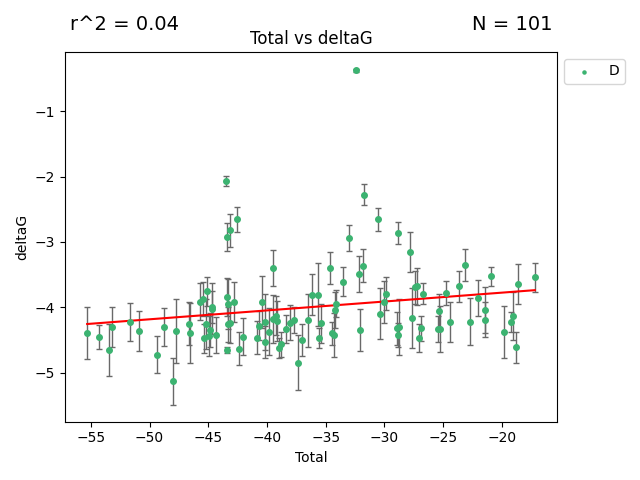 r^2 = 0.04
N = 101
Total vs deltaG
D
deltaG
−1
−2
−3
−4
−5
−55
−50
−45
−40
−35
−30
−25
−20
Total